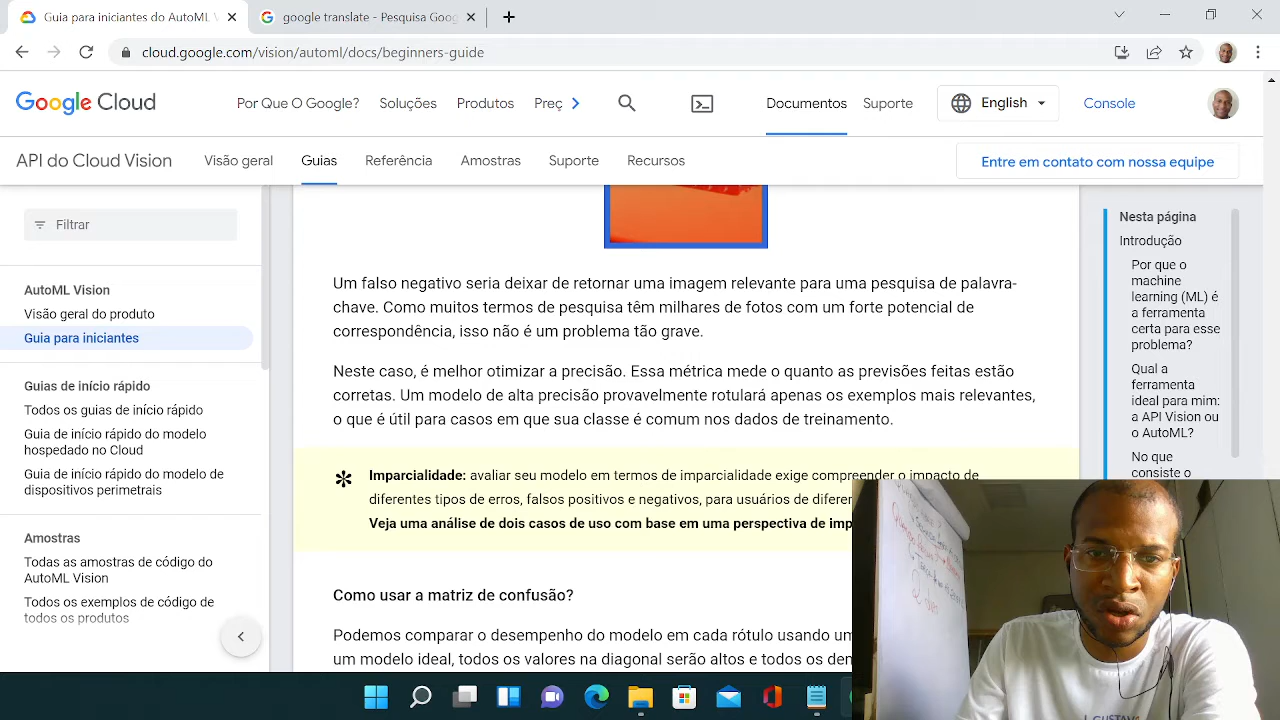 Guia para iniciantes do AutoML V
google translate - Pesquisa Goog
cloud.google.com/vision/automl/docs/beginners-guide
Google Cloud
Por Que O Google?
Soluções
Produtos
Preç
Documentos
Suporte
English
Console
API do Cloud Vision
Visão geral
Guias
Referência
Amostras
Suporte
Recursos
Entre em contato com nossa equipe
Filtrar
AutoML Vision
Visão geral do produto
Guia para iniciantes
Guias de início rápido
Todos os guias de início rápido
Guia de início rápido do modelo
hospedado no Cloud
Guia de início rápido do modelo de
dispositivos perimetrais
Amostras
Todas as amostras de código do
AutoML Vision
Todos os exemplos de código de
todos os produtos
Um falso negativo seria deixar de retornar uma imagem relevante para uma pesquisa de palavra-
chave. Como muitos termos de pesquisa têm milhares de fotos com um forte potencial de
correspondência, isso não é um problema tão grave.
Neste caso, é melhor otimizar a precisão. Essa métrica mede o quanto as previsões feitas estão
corretas. Um modelo de alta precisão provavelmente rotulará apenas os exemplos mais relevantes,
o que é útil para casos em que sua classe é comum nos dados de treinamento.
Imparcialidade: avaliar seu modelo em termos de imparcialidade exige compreender o impacto de
diferentes tipos de erros, falsos positivos e negativos, para usuários de diferen
Veja uma análise de dois casos de uso com base em uma perspectiva de imp
Como usar a matriz de confusão?
Podemos comparar o desempenho do modelo em cada rótulo usando um
um modelo ideal, todos os valores na diagonal serão altos e todos os den
Nesta página
Introdução
Por que o
machine
learning (ML) é
a ferramenta
certa para esse
problema?
Qual a
ferramenta
ideal para mim:
a API Vision ou
o AutoML?
No que
consiste o